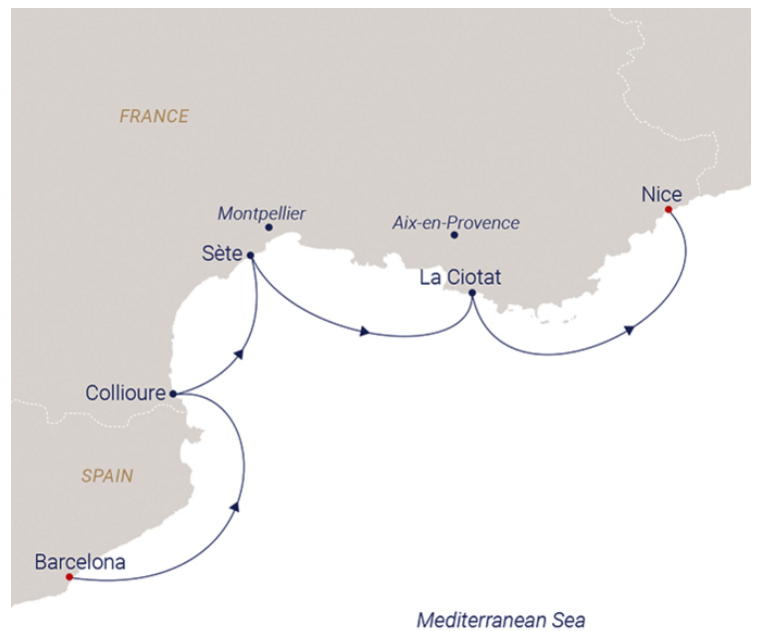 FRANCE
Nice
Montpellier
Aix-en-Provence
Sète
La Ciotat
Collioure
SPAIN
Barcelona
Mediterranean Sea